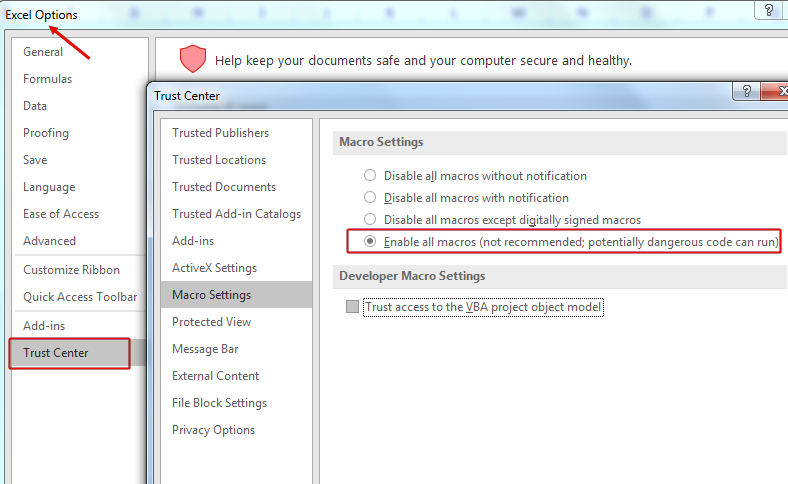 Excel Options
?
General
Formulas
Data
Proofing
Save
Language
Ease of Access
Advanced
Customize Ribbon
Quick Access Toolbar
Add-ins
Trust Center
Help keep your documents safe and your computer secure and healthy.
Trust Center
?
Trusted Publishers
Trusted Locations
Trusted Documents
Trusted Add-in Catalogs
Add-ins
ActiveX Settings
Macro Settings
Protected View
Message Bar
External Content
File Block Settings
Privacy Options
Macro Settings
Disable all macros without notification
Disable all macros with notification
Disable all macros except digitally signed macros
Enable all macros (not recommended; potentially dangerous code can run)
Developer Macro Settings
Trust access to the VBA project object model